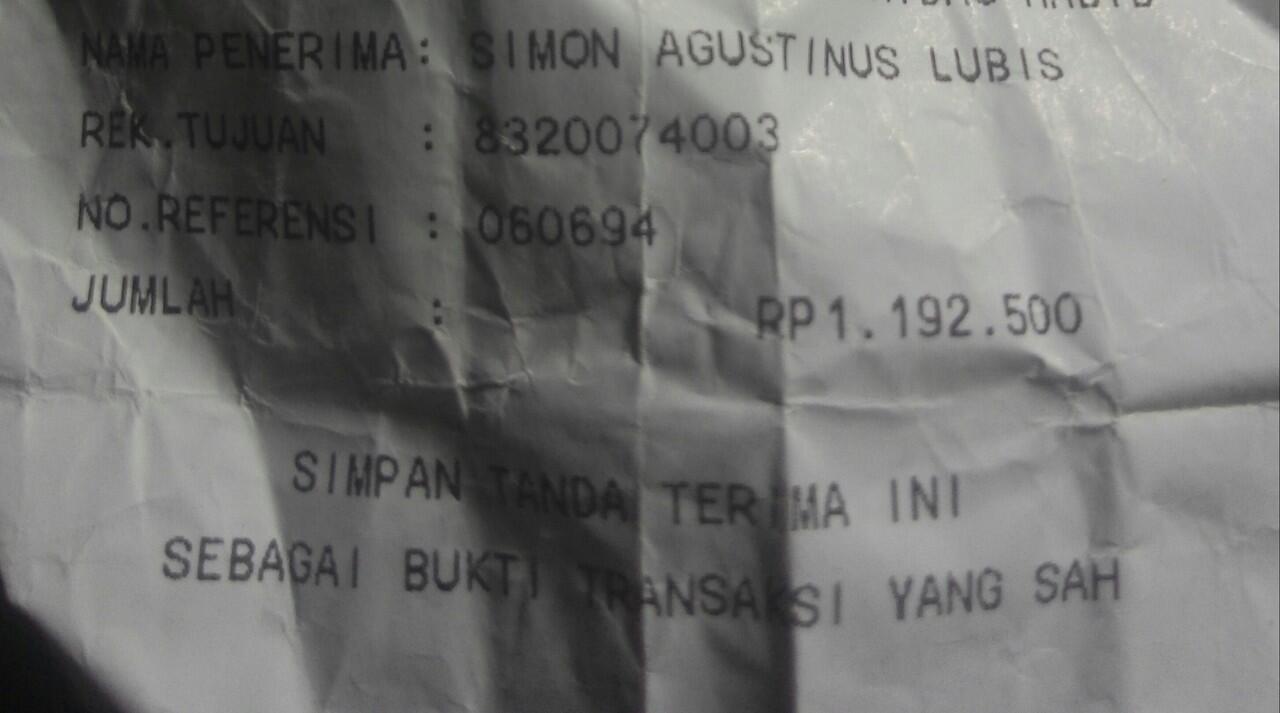 NAMA PENERIMA: SIMON AGUSTINUS LUBIS
REK.TUJUAN : 8320074003
NO.REFERENSI : 060694
JUMLAH : RP1.192.500
SIMPAN TANDA TERIMA INI
SEBAGAI BUKTI TRANSAKSI YANG SAH